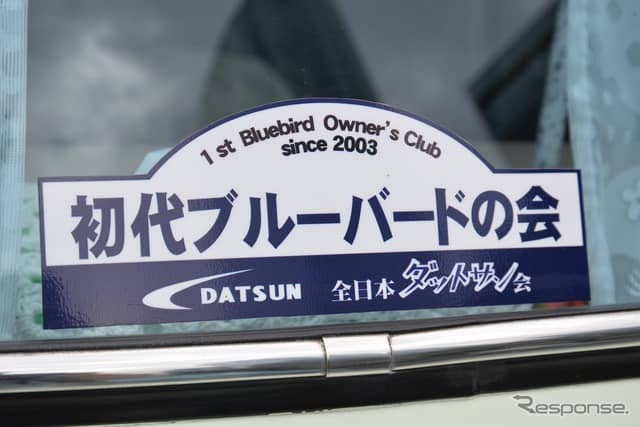 1 st Bluebird Owner's Club
since 2003
初代ブルーバードの会
DATSUN 全日本ダットサン会
Response.